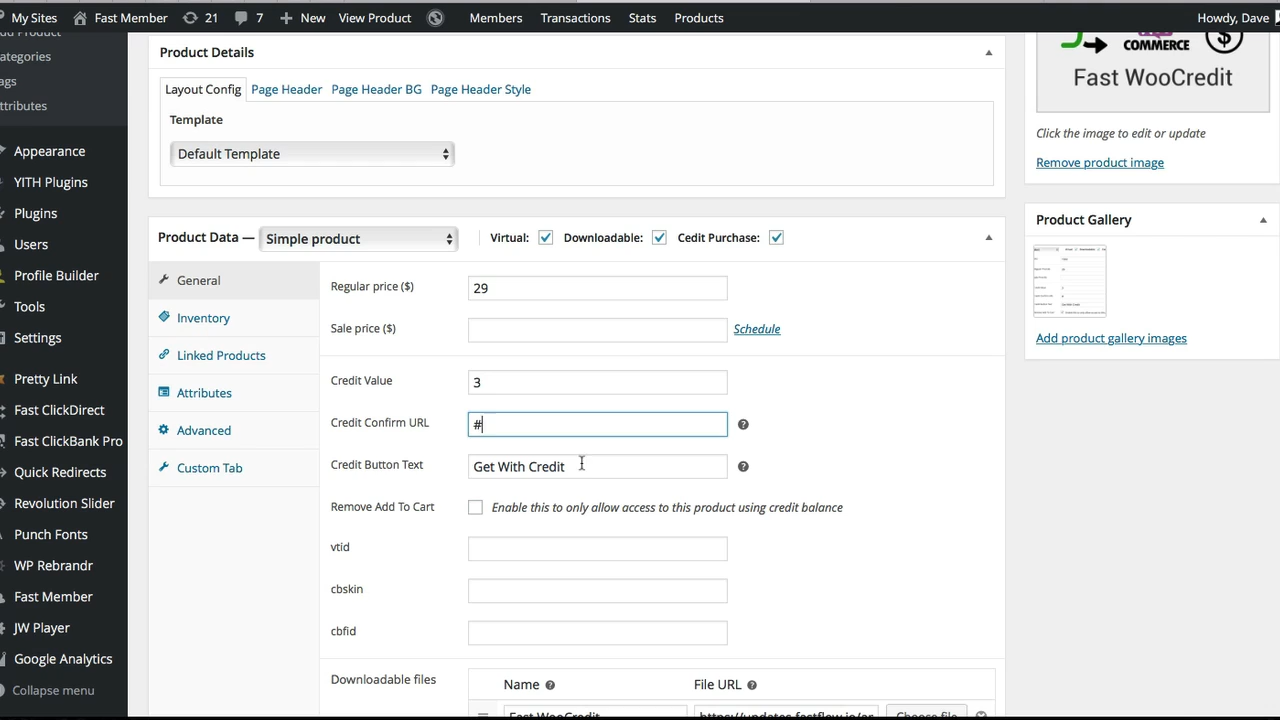 My Sites Fast Member 21 7 New View Product Members Transactions Stats Products Howdy, Dave
Product
ategories
gs
ttributes
Appearance
YITH Plugins
Plugins
Users
Profile Builder
Tools
Settings
Pretty Link
Fast ClickDirect
Fast ClickBank Pro
Quick Redirects
Revolution Slider
Punch Fonts
WP Rebrandr
Fast Member
JW Player
Google Analytics
Collapse menu
Product Details
Layout Config Page Header Page Header BG Page Header Style
Template
Default Template
Product Data — Simple product Virtual: Downloadable: Cedit Purchase:
General
Inventory
Linked Products
Attributes
Advanced
Custom Tab
Regular price ($) 29
Sale price ($) Schedule
Credit Value 3
Credit Confirm URL #
Credit Button Text Get With Credit
Remove Add To Cart Enable this to only allow access to this product using credit balance
vtid
cbskin
cbfid
Downloadable files Name File URL
Fast WooCredit https://updates.fastflow.io/ar Choose file
COMMERCE $
Fast WooCredit
Click the image to edit or update
Remove product image
Product Gallery
Add product gallery images